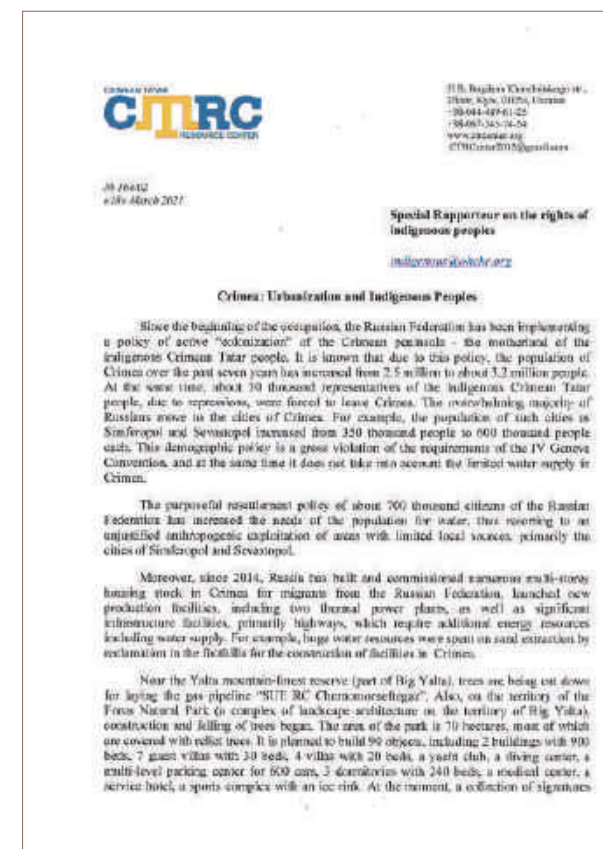 CRIMEAN TATAR
CTRC
RESOURCE CENTER
Kyiv, Ukraine
March 2021
Special Rapporteur on the rights of
indigenous peoples
Crimea: Urbanization and Indigenous Peoples
Since the beginning of the occupation, the Russian Federation has been implementing
a policy of active "colonization" of the Crimean peninsula - the motherland of the
indigenous Crimean Tatar people. It is known that due to this policy, the population of
Crimea over the past seven years has increased from 2.5 million to about 3.2 million people.
At the same time, about 30 thousand representatives of the indigenous Crimean Tatar
people, due to repressions, were forced to leave Crimea. The overwhelming majority of
Russians move to the cities of Crimea. For example, the population of such cities as
Simferopol and Sevastopol increased from 350 thousand people to 600 thousand people
each. This demographic policy is a gross violation of the requirements of the IV Geneva
Convention, and at the same time it does not take into account the limited water supply in
Crimea.
The purposeful resettlement policy of about 700 thousand citizens of the Russian
Federation has increased the needs of the population for water, thus resorting to an
unjustified anthropogenic exploitation of areas with limited local sources, primarily the
cities of Simferopol and Sevastopol.
Moreover, since 2014, Russia has built and commissioned numerous multi-storey
housing stock in Crimea for migrants from the Russian Federation, launched new
production facilities, including two thermal power plants, as well as significant
infrastructure facilities, primarily highways, which require additional energy resources
including water supply. For example, huge water resources were spent on sand extraction by
reclamation in the foothills for the construction of facilities in Crimea.
Near the Yalta mountain-forest reserve (part of Big Yalta), trees are being cut down
for laying the gas pipeline "SUE RC Chernomorneftegaz". Also, on the territory of the
Foros Natural Park (a complex of landscape architecture on the territory of Big Yalta),
construction and felling of trees began. The area of the park is 70 hectares, most of which
are covered with relict trees. It is planned to build 90 objects, including 2 buildings with 900
beds, 7 guest villas with 30 beds, 4 villas with 20 beds, a yacht club, a diving center, a
multi-level parking center for 600 cars, 3 dormitories with 240 beds, a medical center, a
service hotel, a sports complex with an ice rink. At the moment, a collection of signatures